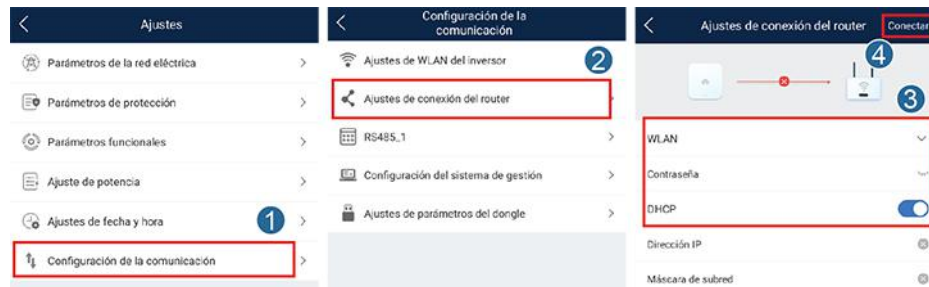 Ajustes
Parámetros de la red eléctrica
Parámetros de protección
Parámetros funcionales
Ajuste de potencia
Ajustes de fecha y hora
1
Configuración de la comunicación
Configuración de la
comunicación
Ajustes de WLAN del inversor
2
Ajustes de conexión del router
RS485_1
Configuración del sistema de gestión
Ajustes de parámetros del dongle
Ajustes de conexión del router
Conectar
4
3
WLAN
Contraseña
DHCP
Dirección IP
Máscara de subred